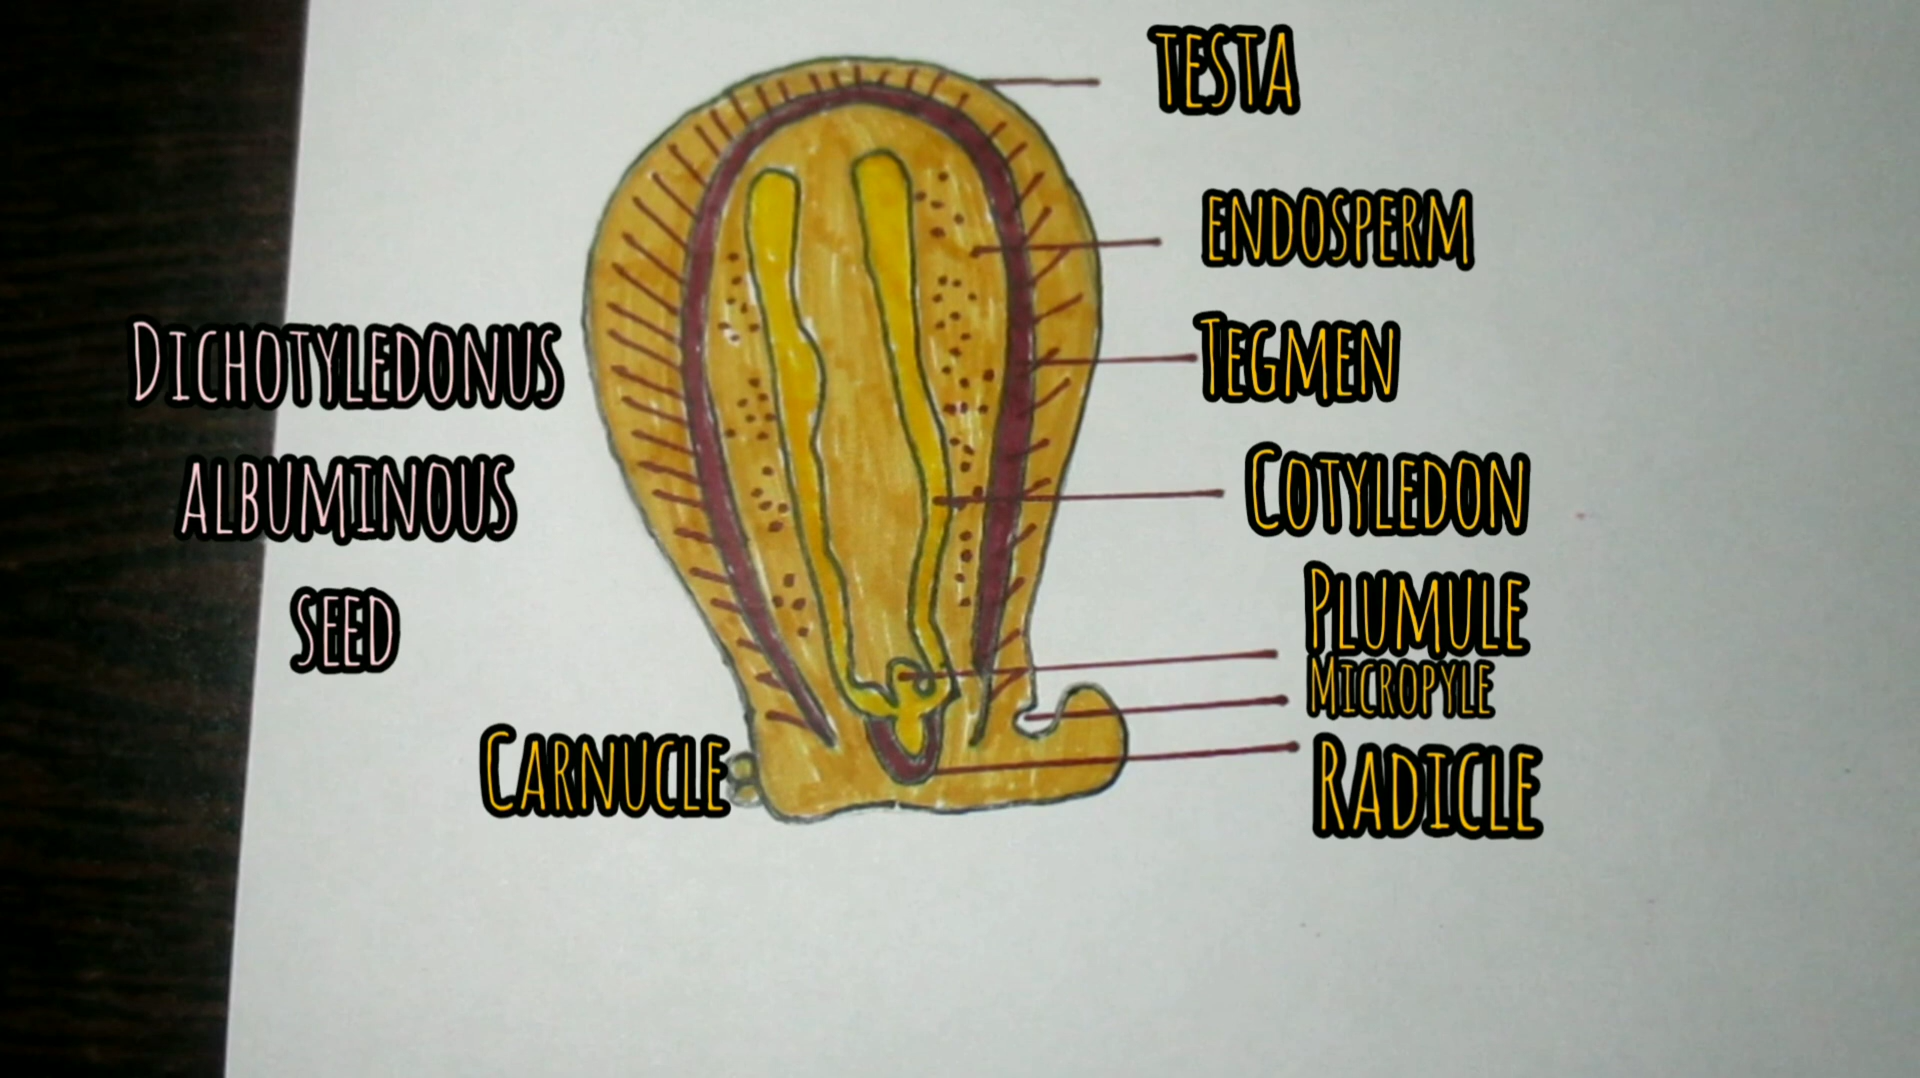 TESTA
ENDOSPERM
TEGMEN
DICHOTYLEDONUS
ALBUMINOUS
SEED
COTYLEDON
PLUMULE
MICROPYLE
CARNUCLE
RADICLE